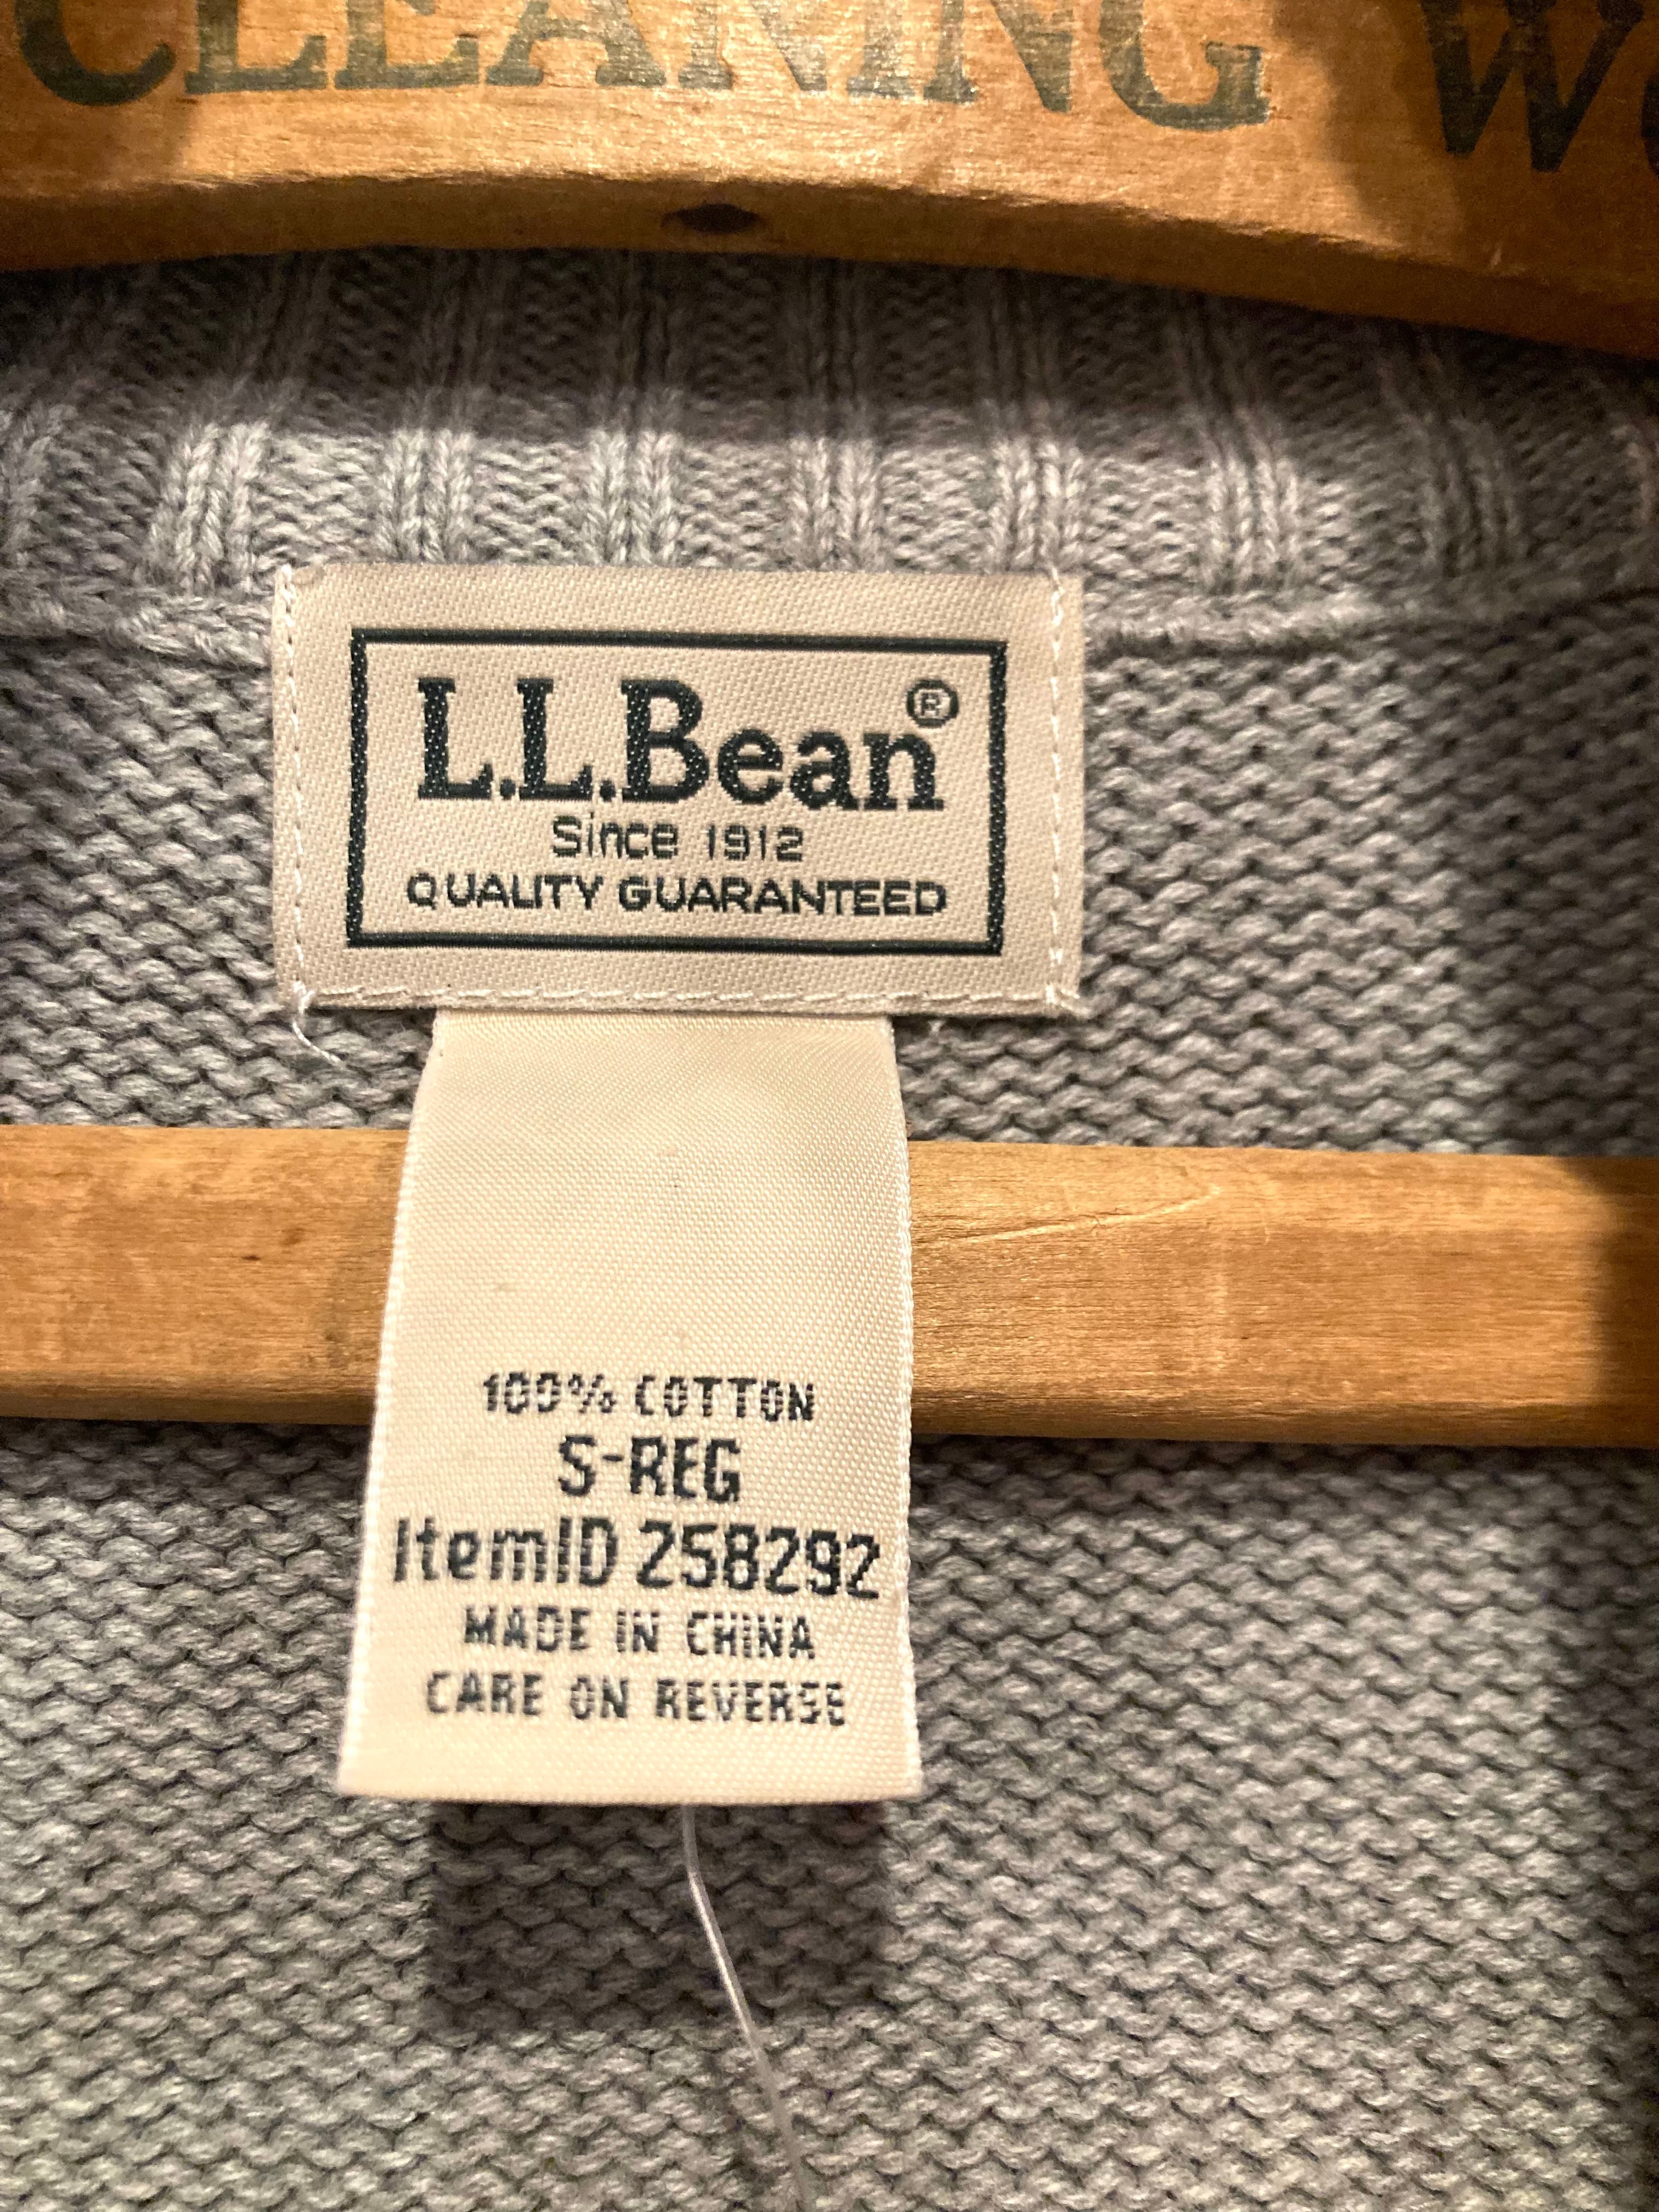 CLEANING
L.L.Bean®
Since 1912
QUALITY GUARANTEED
100% COTTON
S-REG
ItemID 258292
MADE IN CHINA
CARE ON REVERSE